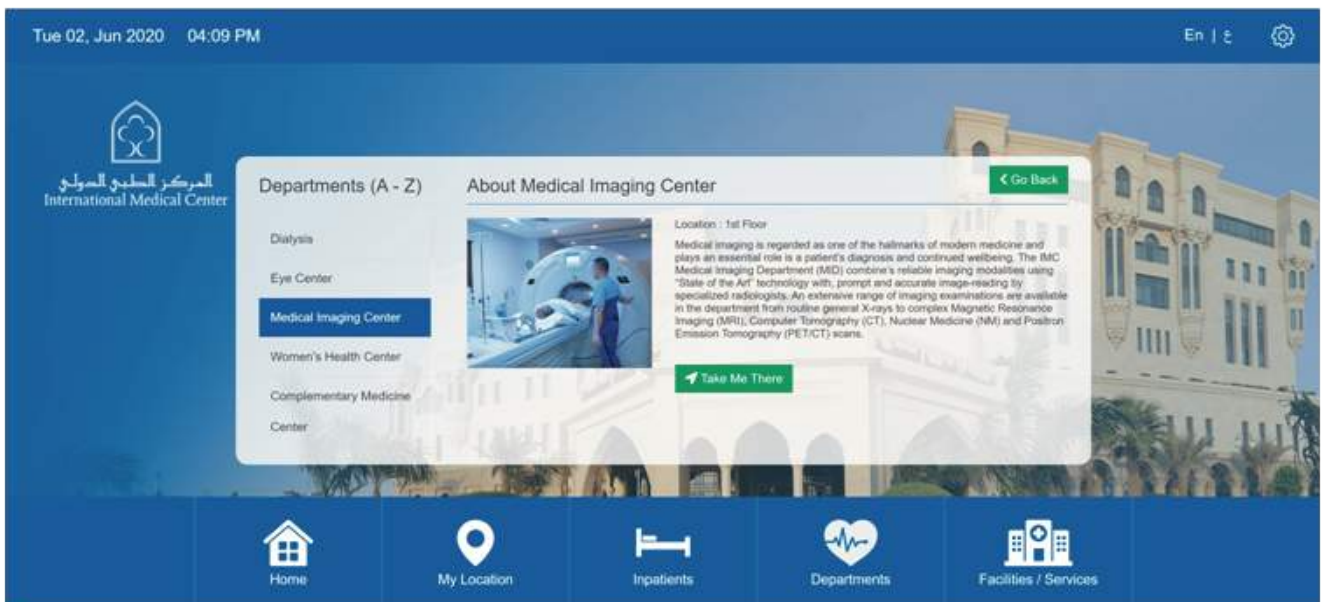 Tue 02, Jun 2020 04:09 PM
En | ع
المركز الطبي الدولي
International Medical Center
Departments (A - Z)
Dialysis
Eye Center
Medical Imaging Center
Women's Health Center
Complementary Medicine
Center
About Medical Imaging Center
Go Back
Location : 1st Floor
Medical imaging is regarded as one of the hallmarks of modern medicine and
plays an essential role is a patient's diagnosis and continued wellbeing. The IMC
Medical Imaging Department (MID) combine's reliable imaging modalities using
"State of the Art" technology with, prompt and accurate image-reading by
specialized radiologists. An extensive range of imaging examinations are available
in the department from routine general X-rays to complex Magnetic Resonance
Imaging (MRI), Computer Tomography (CT), Nuclear Medicine (NM) and Positron
Emission Tomography (PET/CT) scans.
Take Me There
Home
My Location
Inpatients
Departments
Facilities / Services